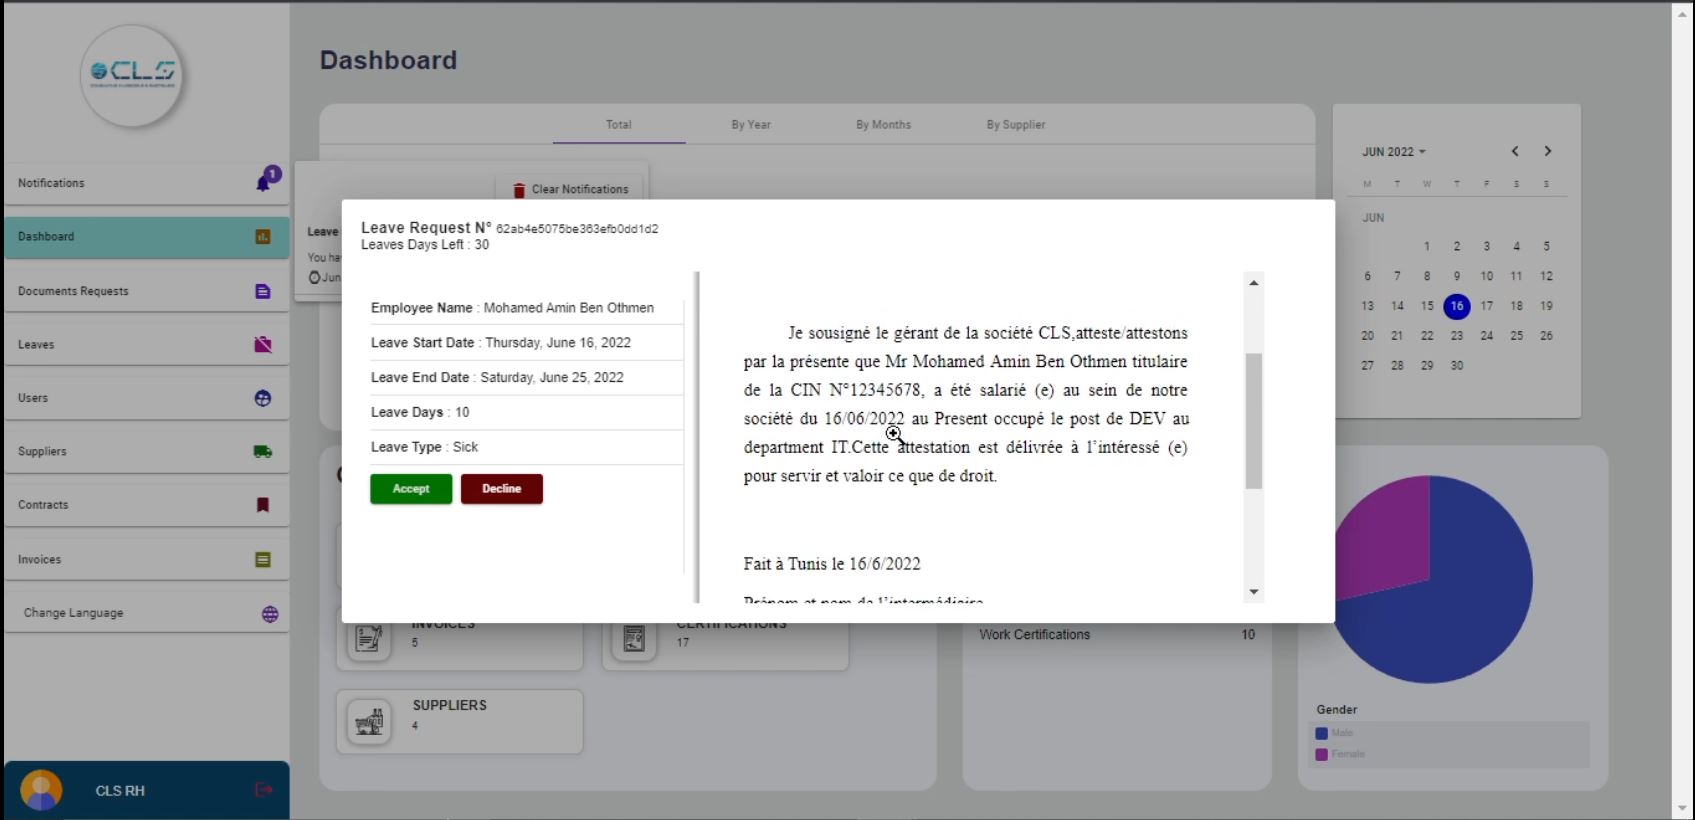 CLS
Dashboard
Total
By Year
By Months
By Supplier
Notifications
1
Dashboard
Documents Requests
Leaves
Users
Suppliers
Contracts
Invoices
Change Language
CLS RH
Clear Notifications
Leave
You ha
Jun
Leave Request N° 62ab4e5075be363efb0dd1d2
Leaves Days Left : 30
Employee Name : Mohamed Amin Ben Othmen
Leave Start Date : Thursday, June 16, 2022
Leave End Date : Saturday, June 25, 2022
Leave Days : 10
Leave Type : Sick
Accept
Decline
Je sousigné le gérant de la société CLS,atteste/attestons
par la présente que Mr Mohamed Amin Ben Othmen titulaire
de la CIN N°12345678, a été salarié (e) au sein de notre
société du 16/06/2022 au Present occupé le post de DEV au
department IT.Cette attestation est délivrée à l'intéressé (e)
pour servir et valoir ce que de droit.
Fait à Tunis le 16/6/2022
Prénom et nom de l'intermédiaire
INVOICES
5
CERTIFICATIONS
17
SUPPLIERS
4
Work Certifications 10
JUN 2022
M T W T F S S
JUN
1 2 3 4 5
6 7 8 9 10 11 12
13 14 15 16 17 18 19
20 21 22 23 24 25 26
27 28 29 30
Gender
Male
Female